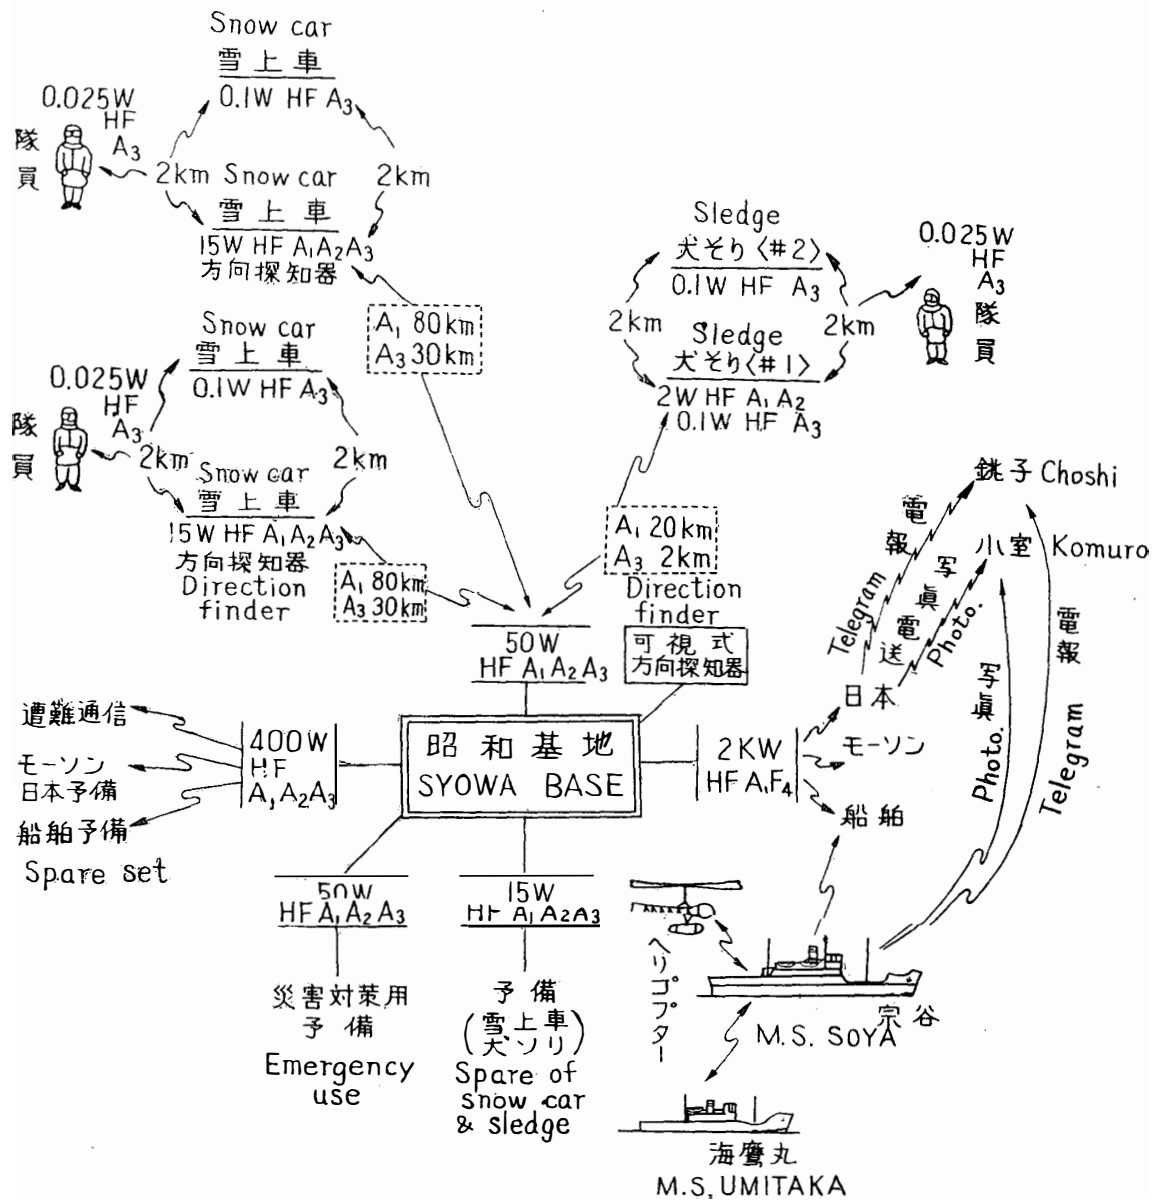 Snow car
雪上車
0.1W HF A3
0.025W
HF
A3
隊員
2km
2km
Snow car
雪上車
15W HF A1A2A3
方向探知器
A1 80km
A3 30km
Snow car
雪上車
0.1W HF A3
0.025W
HF
A3
隊員
2km
2km
Snow car
雪上車
15W HF A1A2A3
方向探知器
Direction
finder
A1 80km
A3 30km
Sledge
犬そり〈#2〉
0.1W HF A3
2km
2km
Sledge
犬そり〈#1〉
2W HF A1A2
0.1W HF A3
0.025W
HF
A3
隊員
A1 20km
A3 2km
Direction
finder
可視式
方向探知器
50W
HF A1A2A3
昭和基地
SYOWA BASE
400W
HF
A1A2A3
遭難通信
モーソン
日本予備
船舶予備
Spare set
2KW
HF A1F4
日本
モーソン
船舶
電報
Telegram
写眞電送
Photo.
銚子 Choshi
小室 Komuro
写眞
Photo.
電報
Telegram
50W
HF A1A2A3
災害対策用
予備
Emergency
use
15W
HF A1A2A3
予備
(雪上車
犬ソリ)
Spare of
snow car
& sledge
ヘリコプター
宗谷
M.S. SOYA
海鷹丸
M.S, UMITAKA